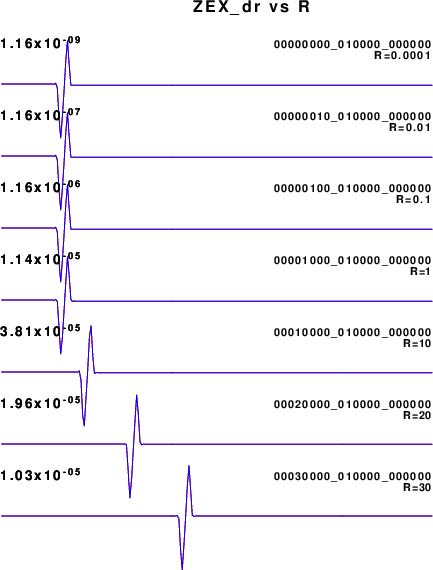 ZEX_dr vs R
1.16x10-09 00000000_010000_000000
R=0.0001
1.16x10-07 00000010_010000_000000
R=0.01
1.16x10-06 00000100_010000_000000
R=0.1
1.14x10-05 00001000_010000_000000
R=1
3.81x10-05 00010000_010000_000000
R=10
1.96x10-05 00020000_010000_000000
R=20
1.03x10-05 00030000_010000_000000
R=30